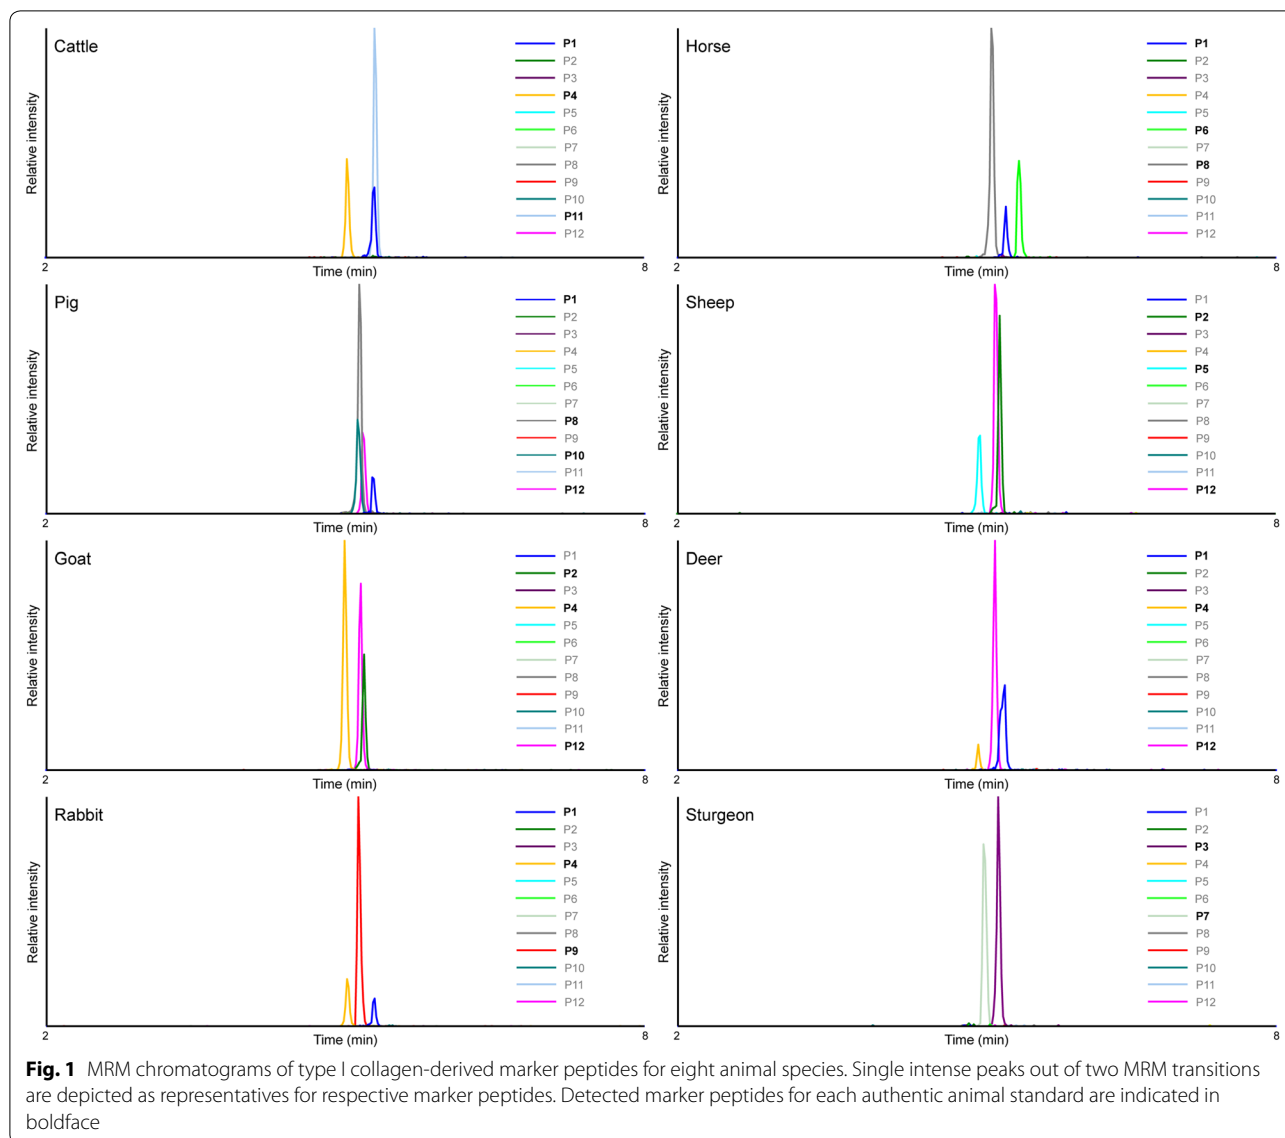 Cattle
P1
P2
P3
P4
P5
P6
P7
P8
P9
P10
P11
P12
Relative intensity
2
Time (min)
8
Horse
P1
P2
P3
P4
P5
P6
P7
P8
P9
P10
P11
P12
Relative intensity
2
Time (min)
8
Pig
P1
P2
P3
P4
P5
P6
P7
P8
P9
P10
P11
P12
Relative intensity
2
Time (min)
8
Sheep
P1
P2
P3
P4
P5
P6
P7
P8
P9
P10
P11
P12
Relative intensity
2
Time (min)
8
Goat
P1
P2
P3
P4
P5
P6
P7
P8
P9
P10
P11
P12
Relative intensity
2
Time (min)
8
Deer
P1
P2
P3
P4
P5
P6
P7
P8
P9
P10
P11
P12
Relative intensity
2
Time (min)
8
Rabbit
P1
P2
P3
P4
P5
P6
P7
P8
P9
P10
P11
P12
Relative intensity
2
Time (min)
8
Sturgeon
P1
P2
P3
P4
P5
P6
P7
P8
P9
P10
P11
P12
Relative intensity
2
Time (min)
8
Fig. 1 MRM chromatograms of type I collagen-derived marker peptides for eight animal species. Single intense peaks out of two MRM transitions
are depicted as representatives for respective marker peptides. Detected marker peptides for each authentic animal standard are indicated in
boldface